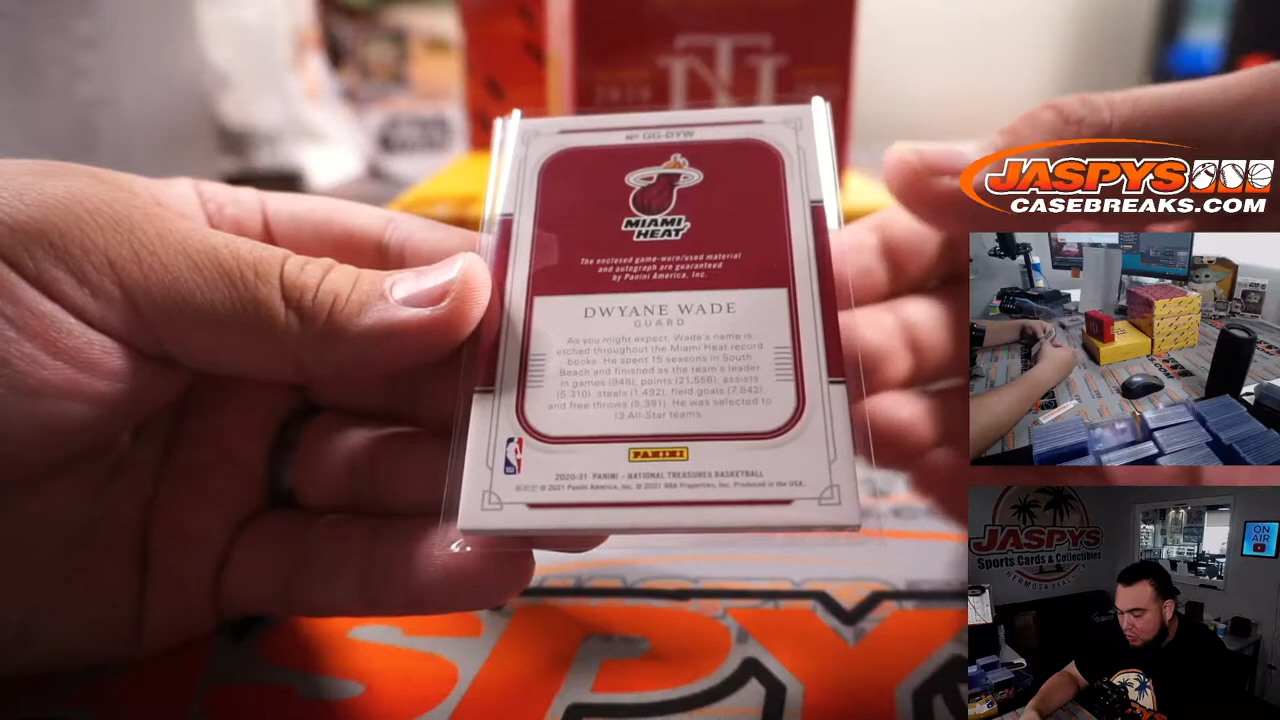 Nº GG-DYW
MIAMI
HEAT
The enclosed game-worn/used material
and autograph are guaranteed
by Panini America, Inc.
DWYANE WADE
GUARD
As you might expect, Wade's name is
etched throughout the Miami Heat record
books. He spent 15 seasons in South
Beach and finished as the team's leader
in games (948), points (21,556), assists
(5,310), steals (1,492), field goals (7,842)
and free throws (5,391). He was selected to
13 All-Star teams.
PANINI
2020-21 PANINI - NATIONAL TREASURES BASKETBALL
© 2021 Panini America, Inc. © 2021 NBA Properties, Inc. Produced in the USA.
JASPYS
CASEBREAKS.COM
JASPYS
Sports Cards & Collectibles
HERMOSA BEACH
ON
AIR
SPY